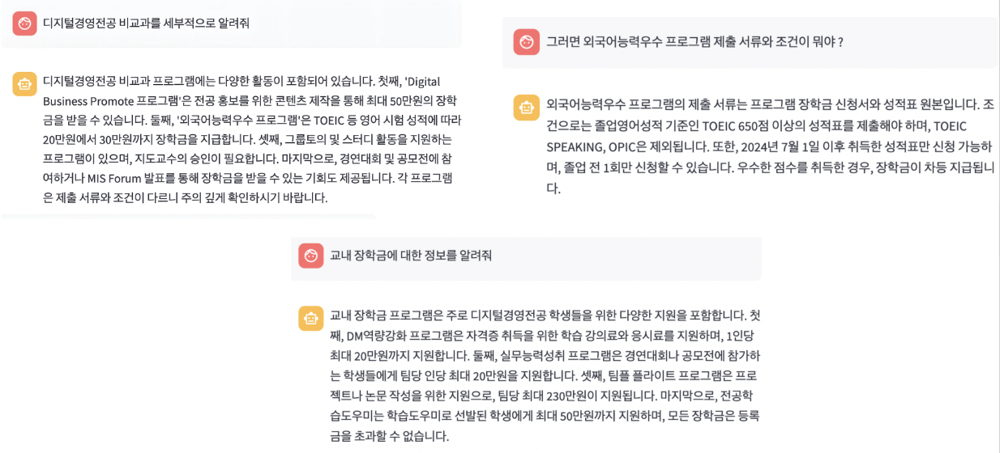 디지털경영전공 비교과를 세부적으로 알려줘
디지털경영전공 비교과 프로그램에는 다양한 활동이 포함되어 있습니다. 첫째, 'Digital
Business Promote 프로그램'은 전공 홍보를 위한 콘텐츠 제작을 통해 최대 50만원의 장학
금을 받을 수 있습니다. 둘째, '외국어능력우수 프로그램'은 TOEIC 등 영어 시험 성적에 따라
20만원에서 30만원까지 장학금을 지급합니다. 셋째, 그룹토의 및 스터디 활동을 지원하는
프로그램이 있으며, 지도교수의 승인이 필요합니다. 마지막으로, 경연대회 및 공모전에 참
여하거나 MIS Forum 발표를 통해 장학금을 받을 수 있는 기회도 제공됩니다. 각 프로그램
은 제출 서류와 조건이 다르니 주의 깊게 확인하시기 바랍니다.
그러면 외국어능력우수 프로그램 제출 서류와 조건이 뭐야 ?
외국어능력우수 프로그램의 제출 서류는 프로그램 장학금 신청서와 성적표 원본입니다. 조
건으로는 졸업영어성적 기준인 TOEIC 650점 이상의 성적표를 제출해야 하며, TOEIC
SPEAKING, OPIC은 제외됩니다. 또한, 2024년 7월 1일 이후 취득한 성적표만 신청 가능하
며, 졸업 전 1회만 신청할 수 있습니다. 우수한 점수를 취득한 경우, 장학금이 차등 지급됩니
다.
교내 장학금에 대한 정보를 알려줘
교내 장학금 프로그램은 주로 디지털경영전공 학생들을 위한 다양한 지원을 포함합니다. 첫
째, DM역량강화 프로그램은 자격증 취득을 위한 학습 강의료와 응시료를 지원하며, 1인당
최대 20만원까지 지원합니다. 둘째, 실무능력성취 프로그램은 경연대회나 공모전에 참가하
는 학생들에게 팀당 인당 최대 20만원을 지원합니다. 셋째, 팀플 플라이트 프로그램은 프로
젝트나 논문 작성을 위한 지원으로, 팀당 최대 230만원이 지원됩니다. 마지막으로, 전공학
습도우미는 학습도우미로 선발된 학생에게 최대 50만원까지 지원하며, 모든 장학금은 등록
금을 초과할 수 없습니다.